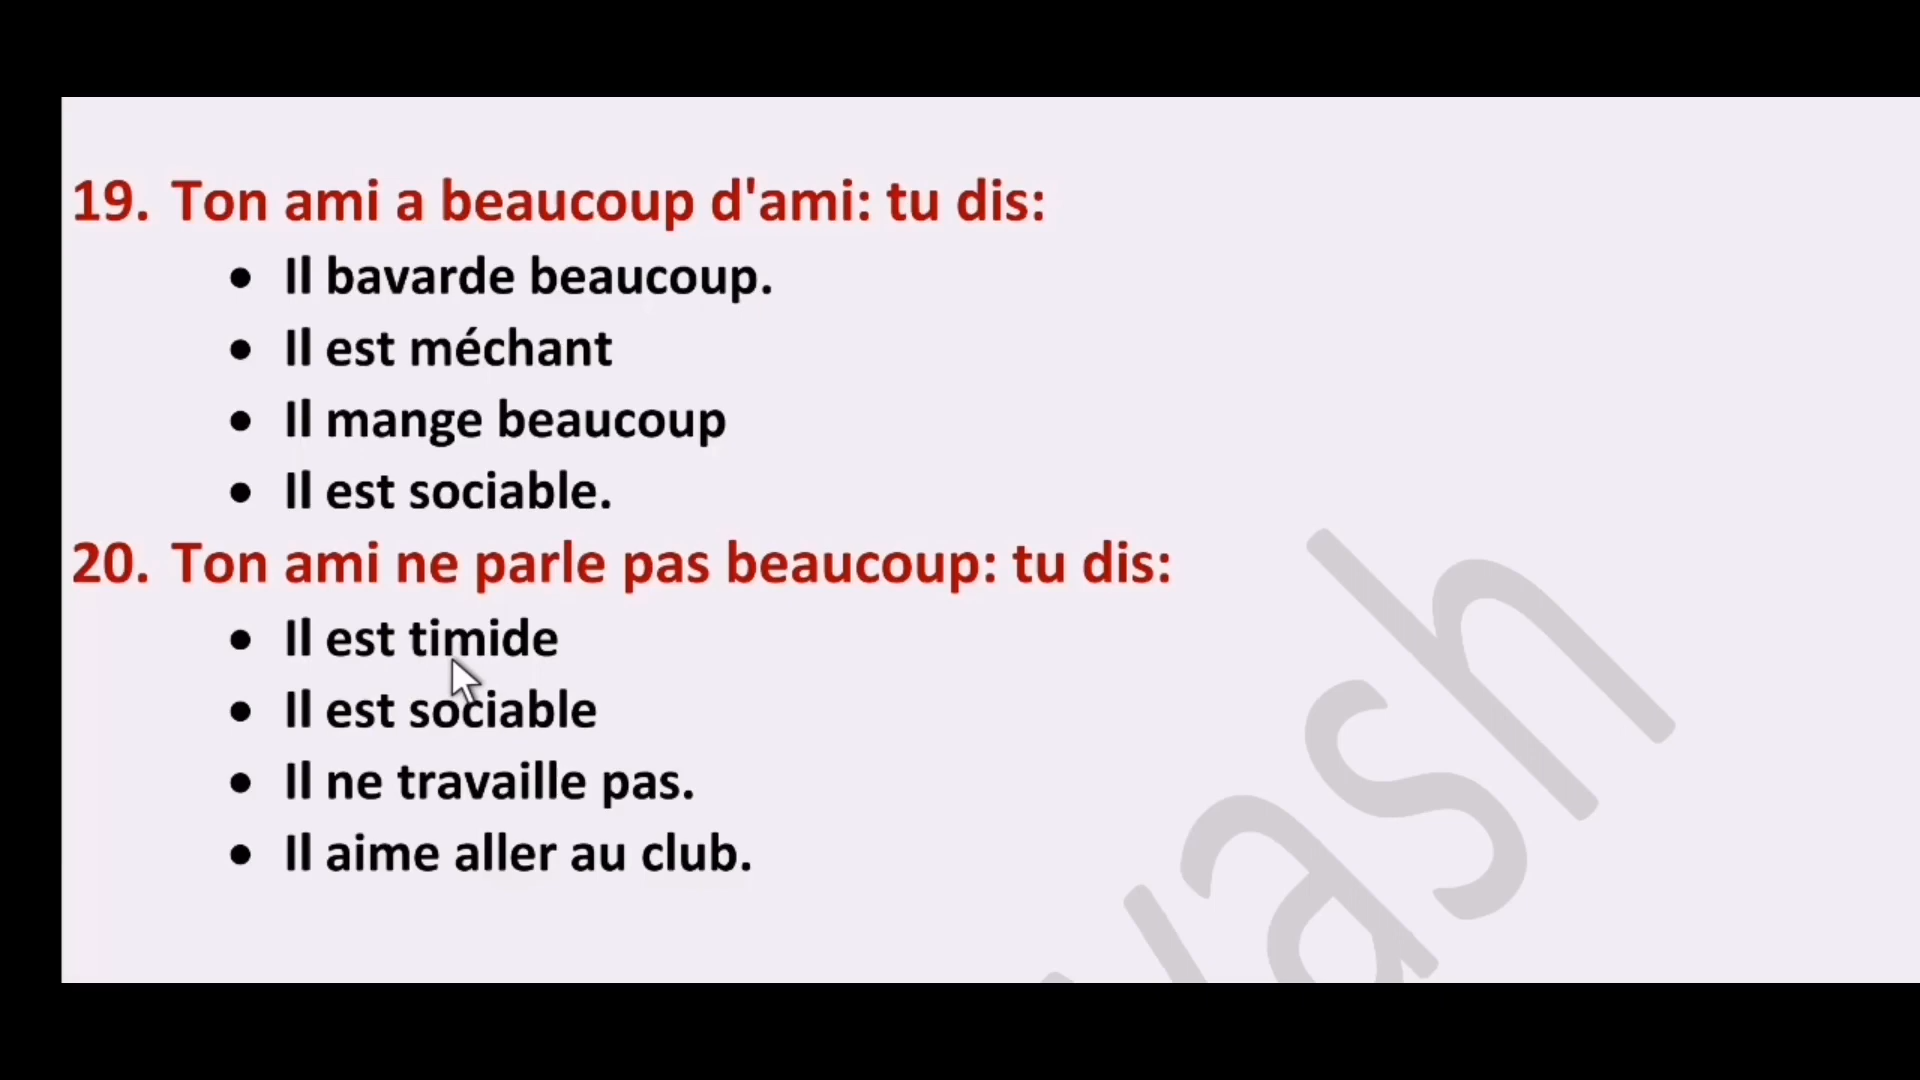 19. Ton ami a beaucoup d'ami: tu dis:
• Il bavarde beaucoup.
• Il est méchant
• Il mange beaucoup
• Il est sociable.
20. Ton ami ne parle pas beaucoup: tu dis:
• Il est timide
• Il est sociable
• Il ne travaille pas.
• Il aime aller au club.